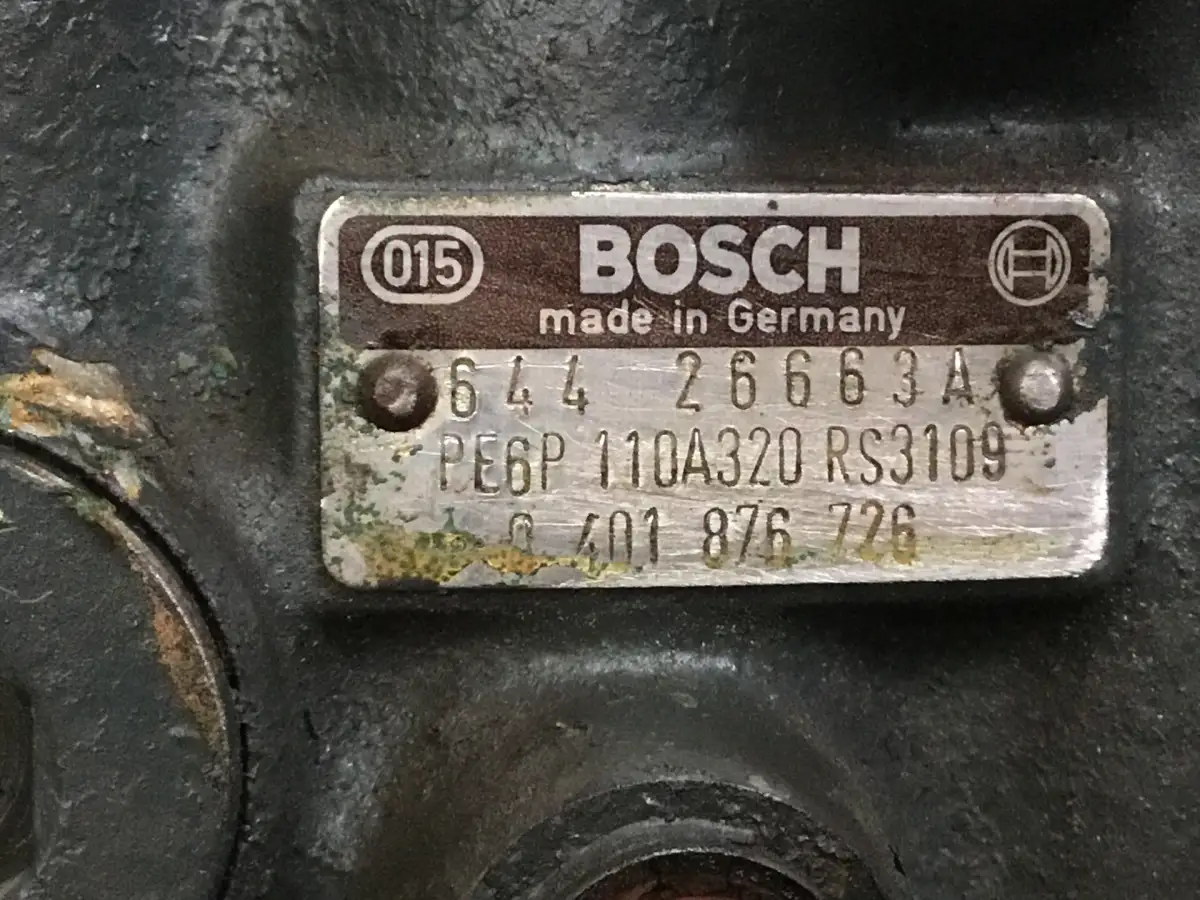 015 BOSCH
made in Germany
644 26663A
PE6P 110A320 RS3109
0 401 876 726